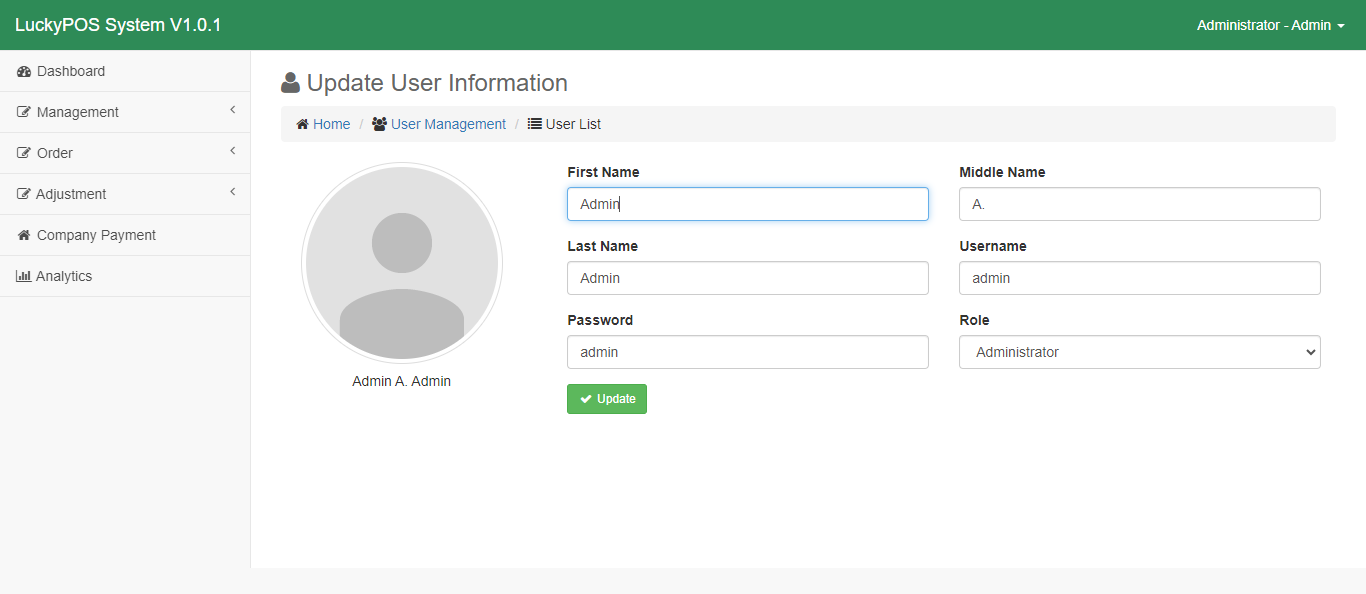 LuckyPOS System V1.0.1
Administrator - Admin
Dashboard
Management
Order
Adjustment
Company Payment
Analytics
Update User Information
Home / User Management / User List
Admin A. Admin
First Name
Admin
Middle Name
A.
Last Name
Admin
Username
admin
Password
admin
Role
Administrator
Update